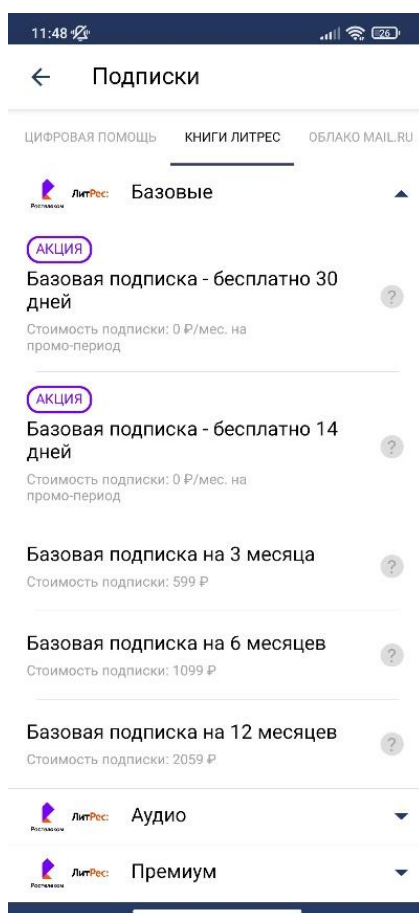 11:48
26
Подписки
ЦИФРОВАЯ ПОМОЩЬ КНИГИ ЛИТРЕС ОБЛАКО MAIL.RU
Ростелеком ЛитРес: Базовые
АКЦИЯ
Базовая подписка - бесплатно 30
дней
?
Стоимость подписки: 0 ₽/мес. на
промо-период
АКЦИЯ
Базовая подписка - бесплатно 14
дней
?
Стоимость подписки: 0 ₽/мес. на
промо-период
Базовая подписка на 3 месяца
?
Стоимость подписки: 599 ₽
Базовая подписка на 6 месяцев
?
Стоимость подписки: 1099 ₽
Базовая подписка на 12 месяцев
?
Стоимость подписки: 2059 ₽
Ростелеком ЛитРес: Аудио
Ростелеком ЛитРес: Премиум